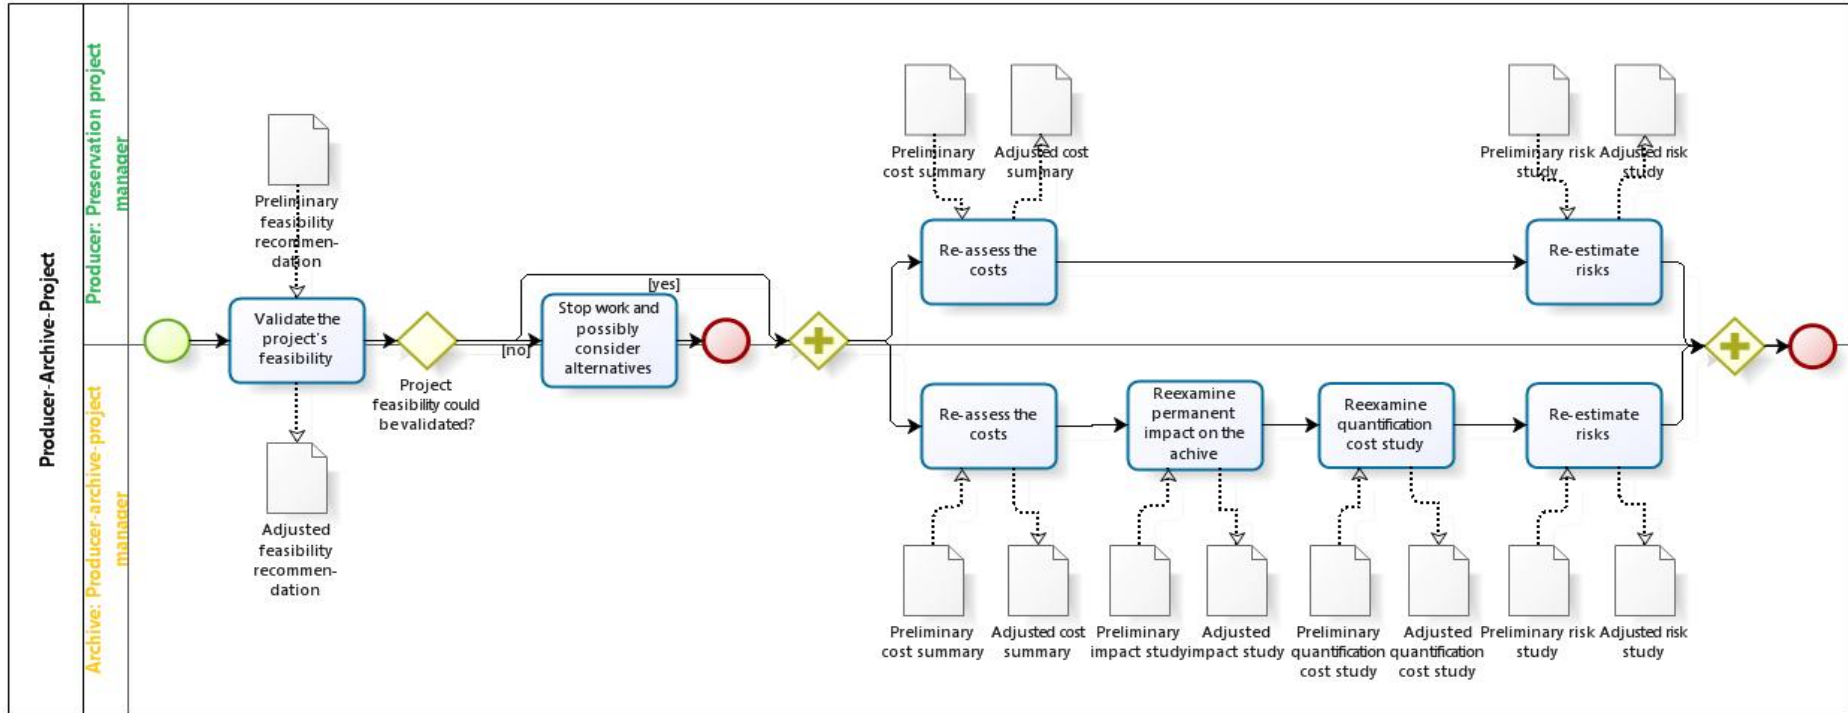 Producer-Archive-Project
Producer: Preservation project
manager
Archive: Producer-archive-project
manager
Preliminary
feasibility
recommen-
dation
Validate the
project's
feasibility
Adjusted
feasibility
recommen-
dation
Project
feasibility could
be validated?
[yes]
[no]
Stop work and
possibly
consider
alternatives
Preliminary
cost summary
Adjusted cost
summary
Re-assess the
costs
Preliminary risk
study
Adjusted risk
study
Re-estimate
risks
Re-assess the
costs
Reexamine
permanent
impact on the
achive
Reexamine
quantification
cost study
Re-estimate
risks
Preliminary
cost summary
Adjusted cost
summary
Preliminary
impact study
Adjusted
impact study
Preliminary
quantification
cost study
Adjusted
quantification
cost study
Preliminary risk
study
Adjusted risk
study